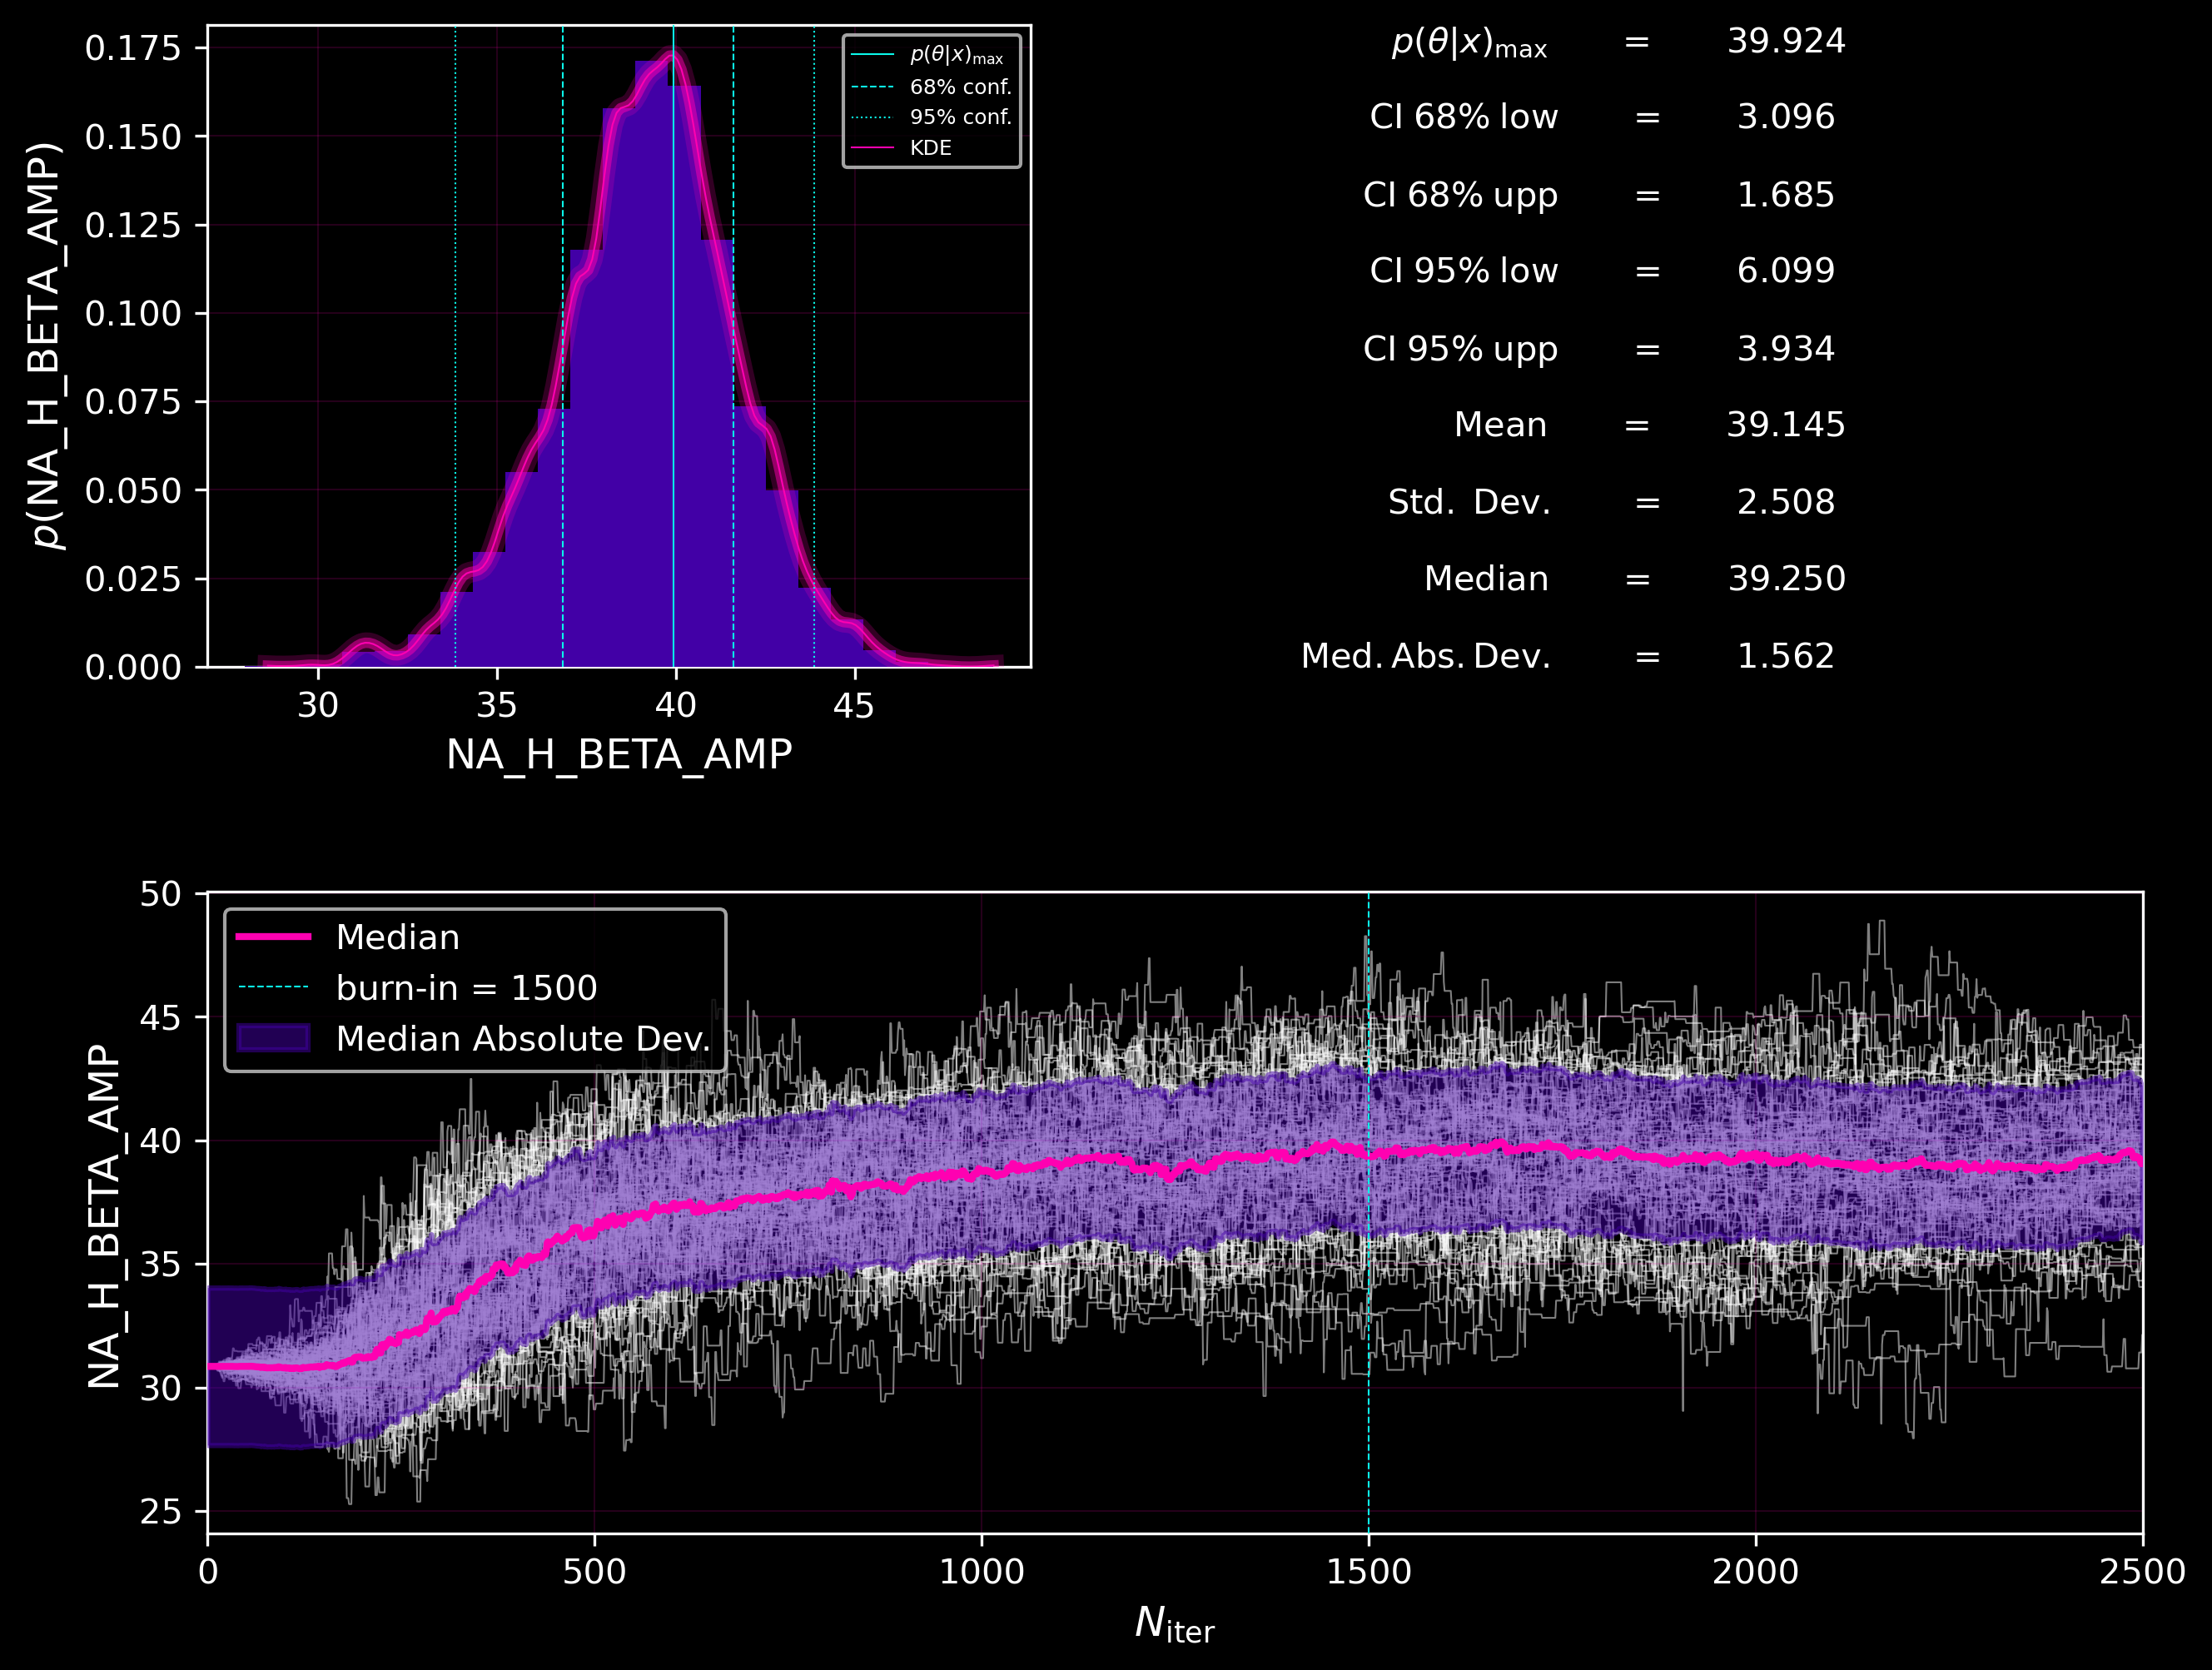 p(NA_H_BETA_AMP)
0.175
0.150
0.125
0.100
0.075
0.050
0.025
0.000
30 35 40 45
NA_H_BETA_AMP
p(θ|x)max
68% conf.
95% conf.
KDE
p(θ|x)max = 39.924
CI 68% low = 3.096
CI 68% upp = 1.685
CI 95% low = 6.099
CI 95% upp = 3.934
Mean = 39.145
Std. Dev. = 2.508
Median = 39.250
Med. Abs. Dev. = 1.562
NA_H_BETA_AMP
50
45
40
35
30
25
Median
burn-in = 1500
Median Absolute Dev.
0 500 1000 1500 2000 2500
Niter